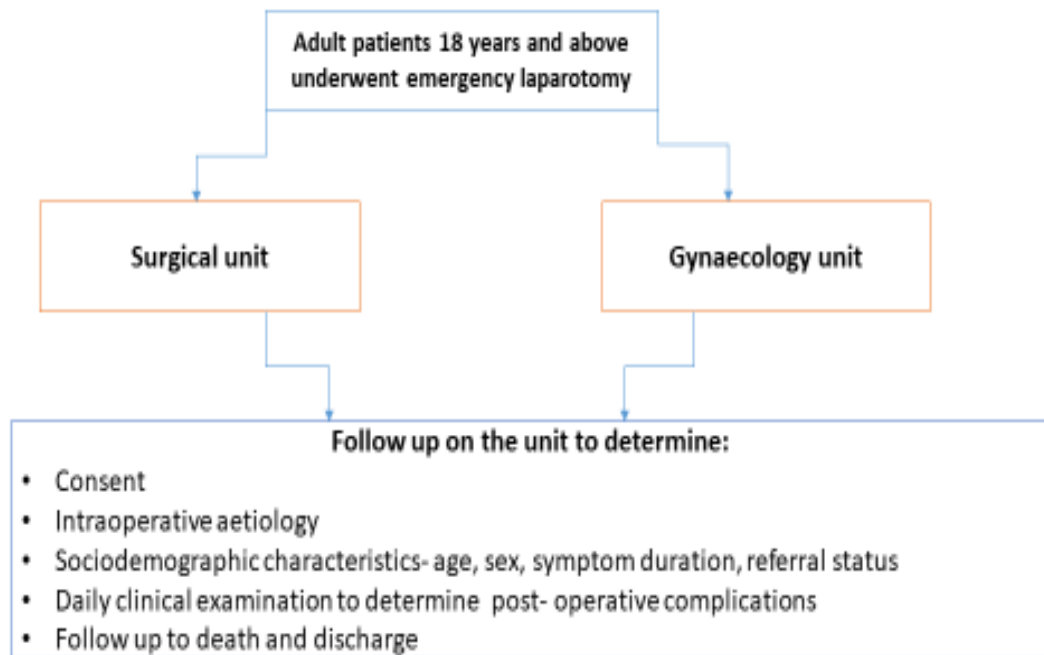 Adult patients 18 years and above
underwent emergency laparotomy
Surgical unit
Gynaecology unit
Follow up on the unit to determine:
• Consent
• Intraoperative aetiology
• Sociodemographic characteristics- age, sex, symptom duration, referral status
• Daily clinical examination to determine post- operative complications
• Follow up to death and discharge